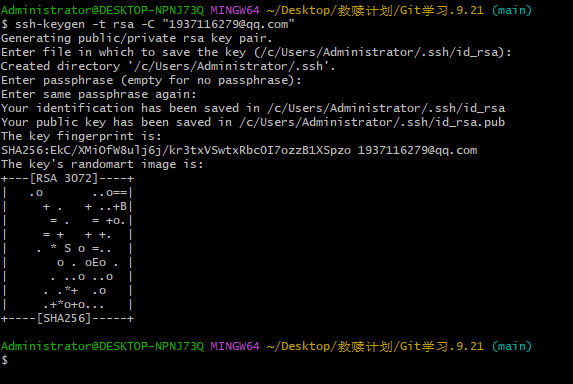 Administrator@DESKTOP-NPNJ73Q MINGW64 ~/Desktop/救赎计划/Git学习.9.21 (main)
$ ssh-keygen -t rsa -C "1937116279@qq.com"
Generating public/private rsa key pair.
Enter file in which to save the key (/c/Users/Administrator/.ssh/id_rsa):
Created directory '/c/Users/Administrator/.ssh'.
Enter passphrase (empty for no passphrase):
Enter same passphrase again:
Your identification has been saved in /c/Users/Administrator/.ssh/id_rsa
Your public key has been saved in /c/Users/Administrator/.ssh/id_rsa.pub
The key fingerprint is:
SHA256:EkC/XMiOfW8ulj6j/kr3txVSwtxRbcOI7ozzB1XSpzo 1937116279@qq.com
The key's randomart image is:
+---[RSA 3072]----+
|   .o       ..o==|
|     + .   + ..+B|
|      = .   = +o.|
|     = +   + +.  |
|    . * S o =..  |
|       o . oEo . |
|      . ..o ..o  |
|     . .*+  .o   |
|     .+*o+o...   |
+----[SHA256]-----+
Administrator@DESKTOP-NPNJ73Q MINGW64 ~/Desktop/救赎计划/Git学习.9.21 (main)
$